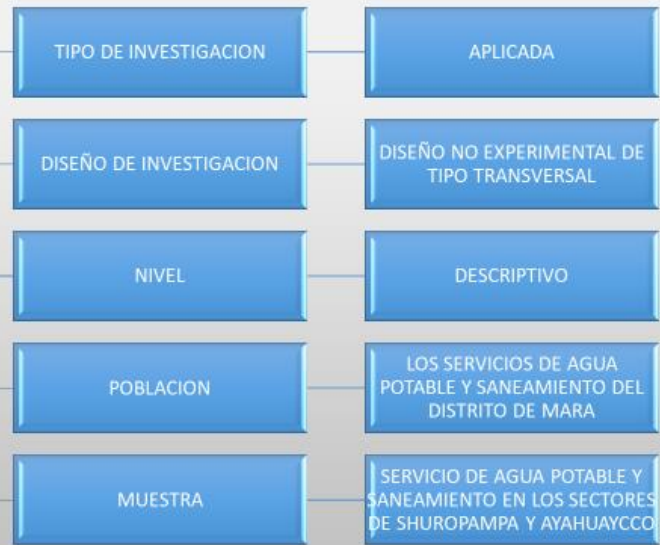 TIPO DE INVESTIGACION
APLICADA
DISEÑO DE INVESTIGACION
DISEÑO NO EXPERIMENTAL DE
TIPO TRANSVERSAL
NIVEL
DESCRIPTIVO
POBLACION
LOS SERVICIOS DE AGUA
POTABLE Y SANEAMIENTO DEL
DISTRITO DE MARA
MUESTRA
SERVICIO DE AGUA POTABLE Y
SANEAMIENTO EN LOS SECTORES
DE SHUROPAMPA Y AYAHUAYCCO